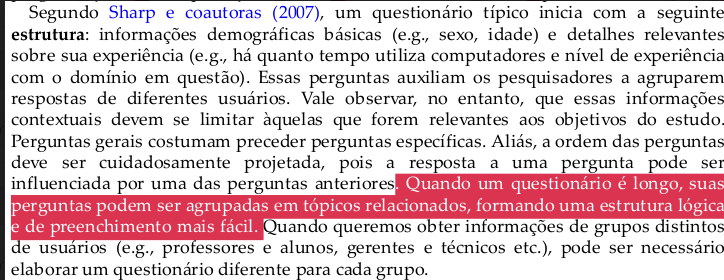 Segundo Sharp e coautoras (2007), um questionário típico inicia com a seguinte
estrutura: informações demográficas básicas (e.g., sexo, idade) e detalhes relevantes
sobre sua experiência (e.g., há quanto tempo utiliza computadores e nível de experiência
com o domínio em questão). Essas perguntas auxiliam os pesquisadores a agruparem
respostas de diferentes usuários. Vale observar, no entanto, que essas informações
contextuais devem se limitar àquelas que forem relevantes aos objetivos do estudo.
Perguntas gerais costumam preceder perguntas específicas. Aliás, a ordem das perguntas
deve ser cuidadosamente projetada, pois a resposta a uma pergunta pode ser
influenciada por uma das perguntas anteriores. Quando um questionário é longo, suas
perguntas podem ser agrupadas em tópicos relacionados, formando uma estrutura lógica
e de preenchimento mais fácil. Quando queremos obter informações de grupos distintos
de usuários (e.g., professores e alunos, gerentes e técnicos etc.), pode ser necessário
elaborar um questionário diferente para cada grupo.